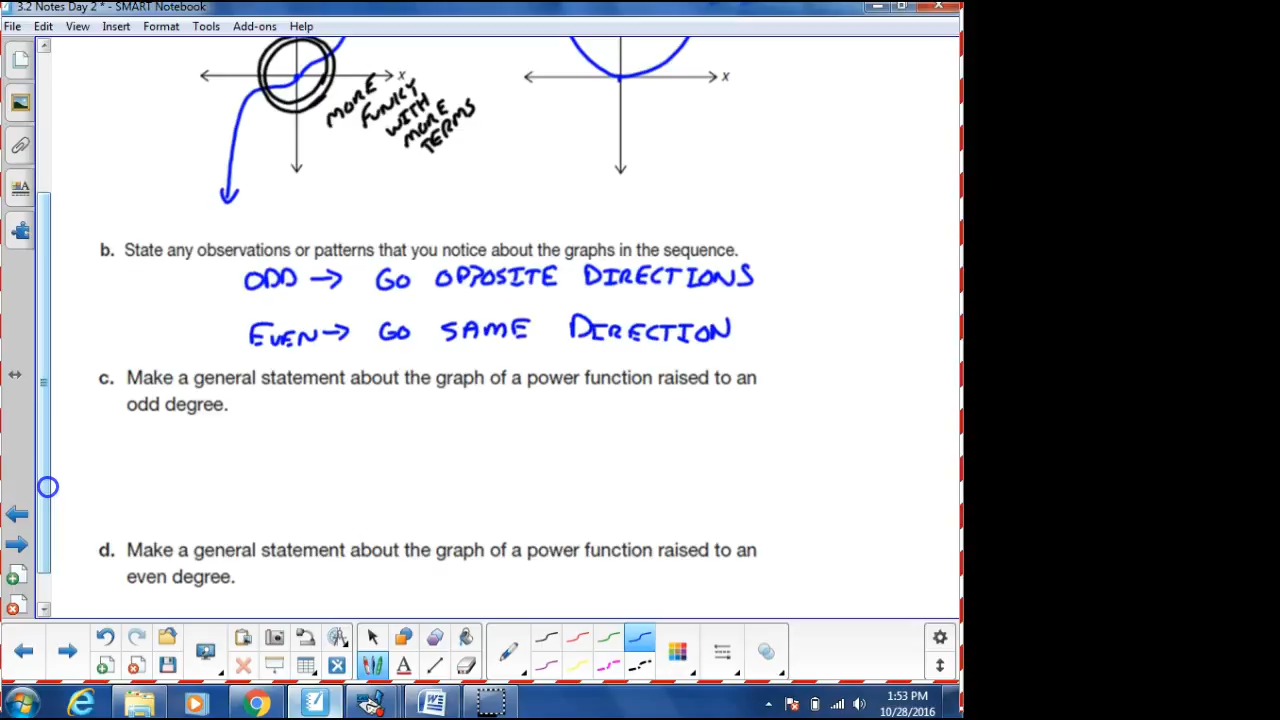 3.2 Notes Day 2 * - SMART Notebook
File Edit View Insert Format Tools Add-ons Help
x
x
MORE
FUNKY
WITH
MORE
TERMS
b. State any observations or patterns that you notice about the graphs in the sequence.
ODD → GO OPPOSITE DIRECTIONS
EVEN → GO SAME DIRECTION
c. Make a general statement about the graph of a power function raised to an
odd degree.
d. Make a general statement about the graph of a power function raised to an
even degree.
1:53 PM
10/28/2016